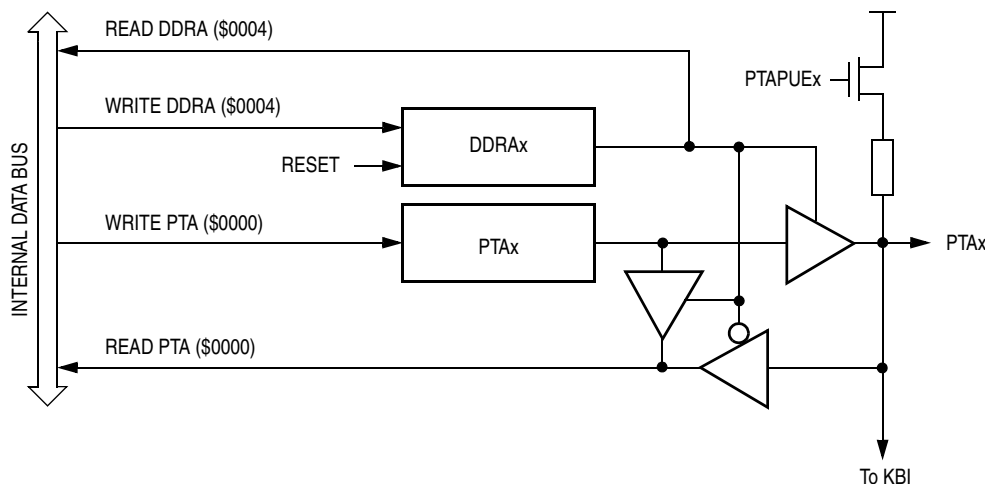 READ DDRA ($0004)
PTAPUEx
WRITE DDRA ($0004)
DDRAx
RESET
INTERNAL DATA BUS
WRITE PTA ($0000)
PTAx
PTAx
READ PTA ($0000)
To KBI